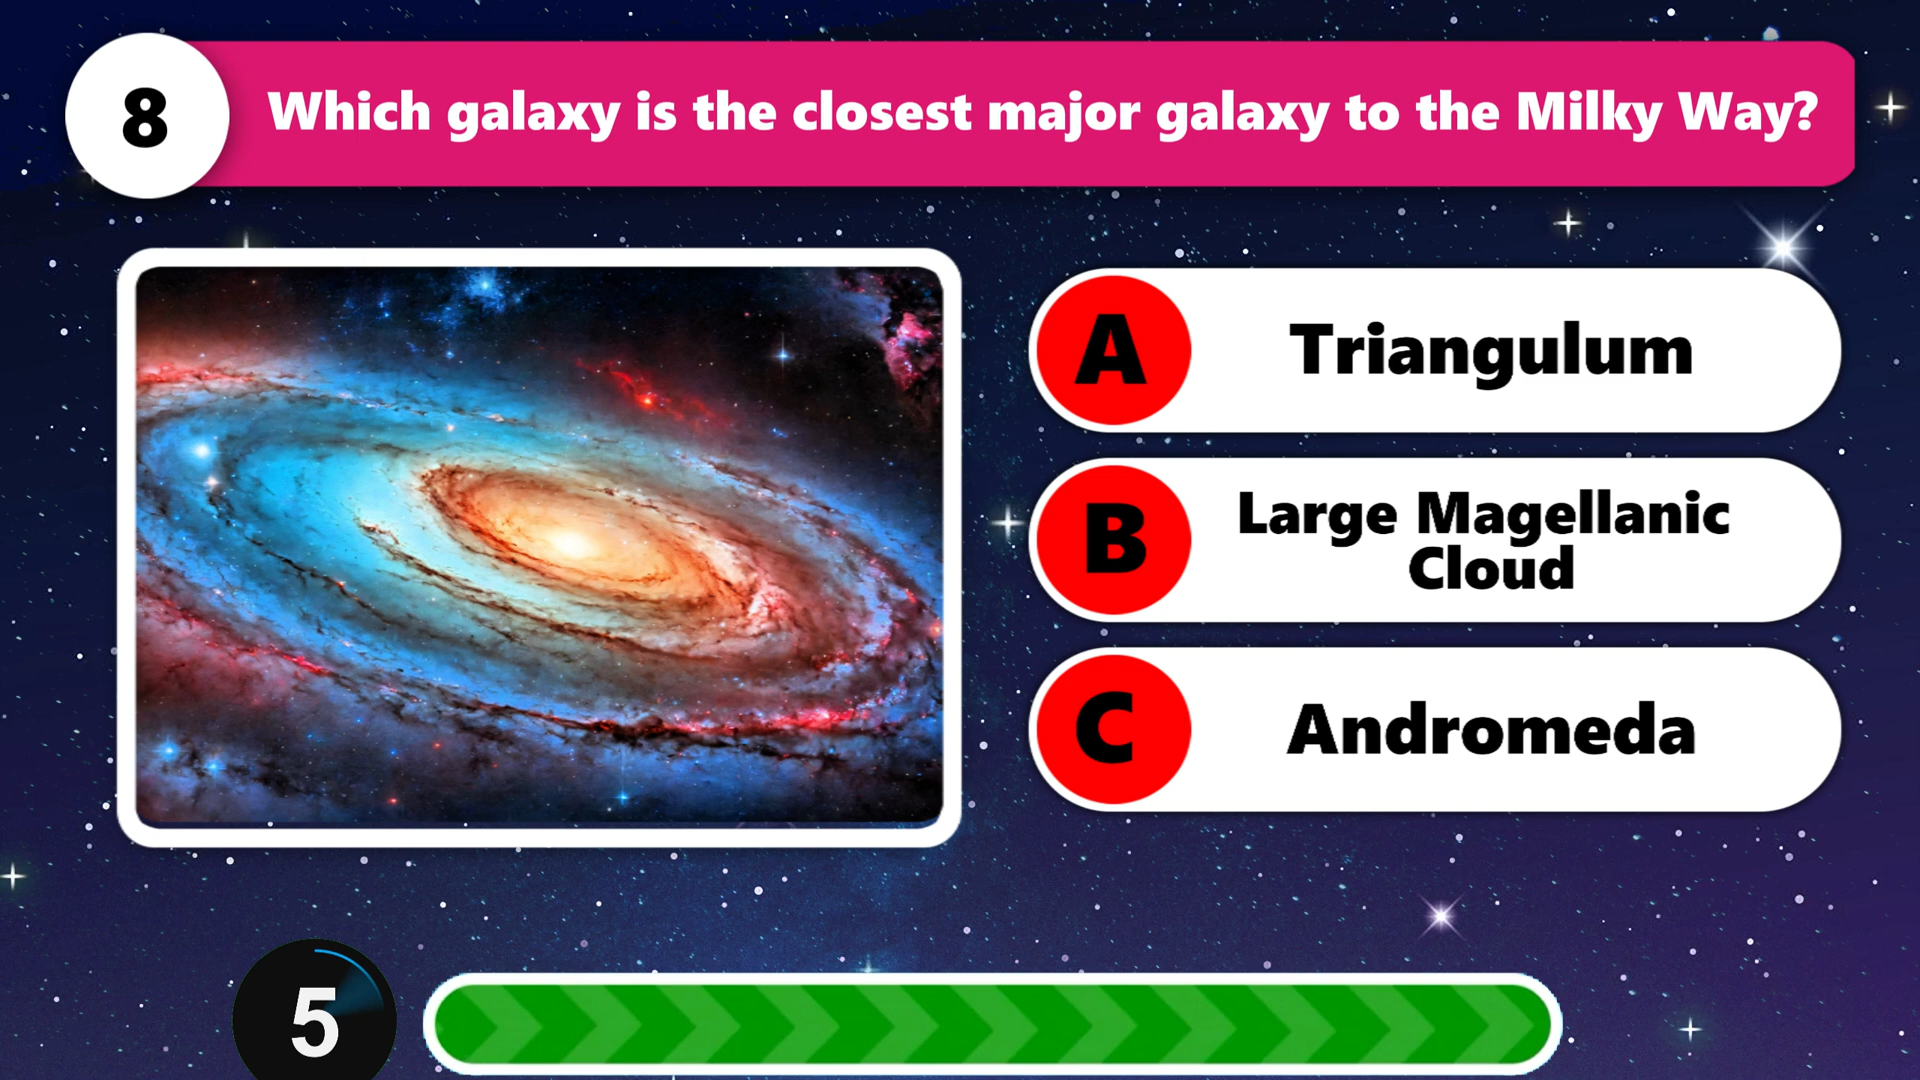 8
Which galaxy is the closest major galaxy to the Milky Way?
A
Triangulum
B
Large Magellanic
Cloud
C
Andromeda
5